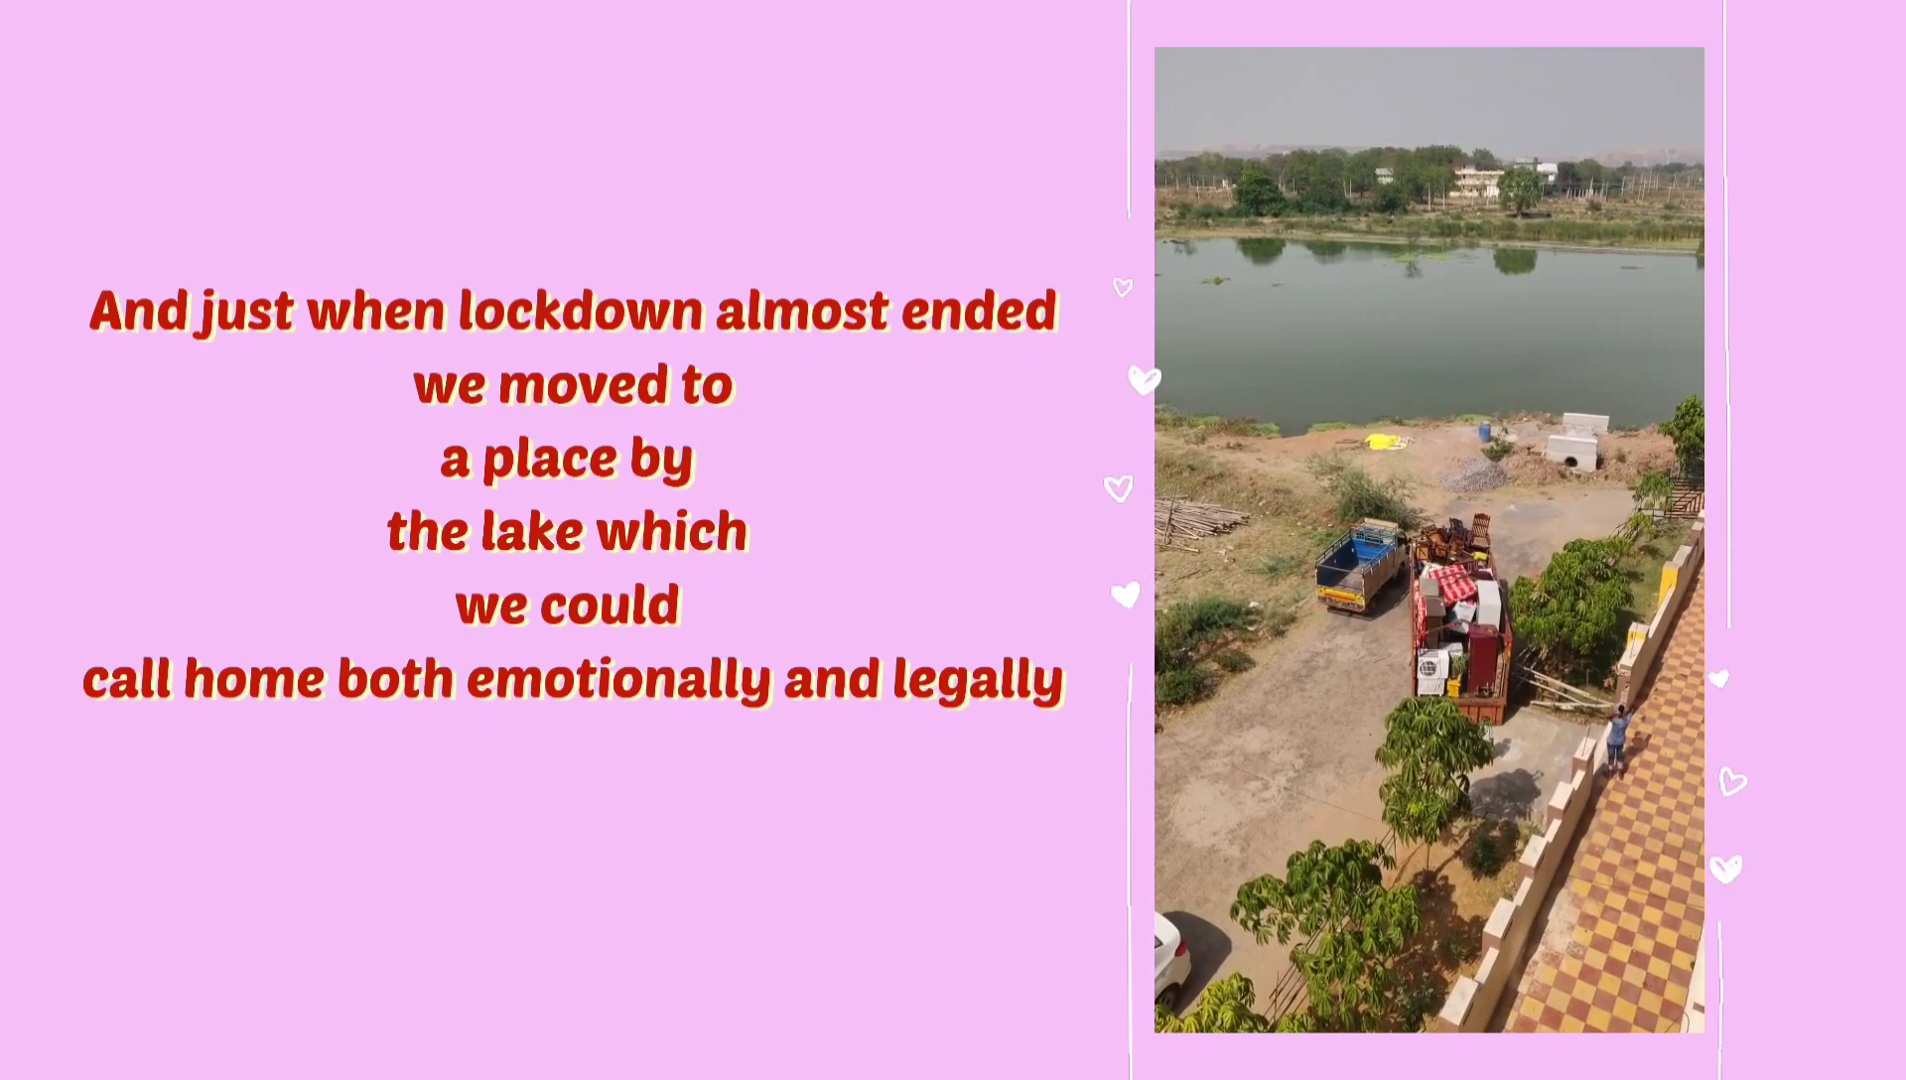 And just when lockdown almost ended
we moved to
a place by
the lake which
we could
call home both emotionally and legally